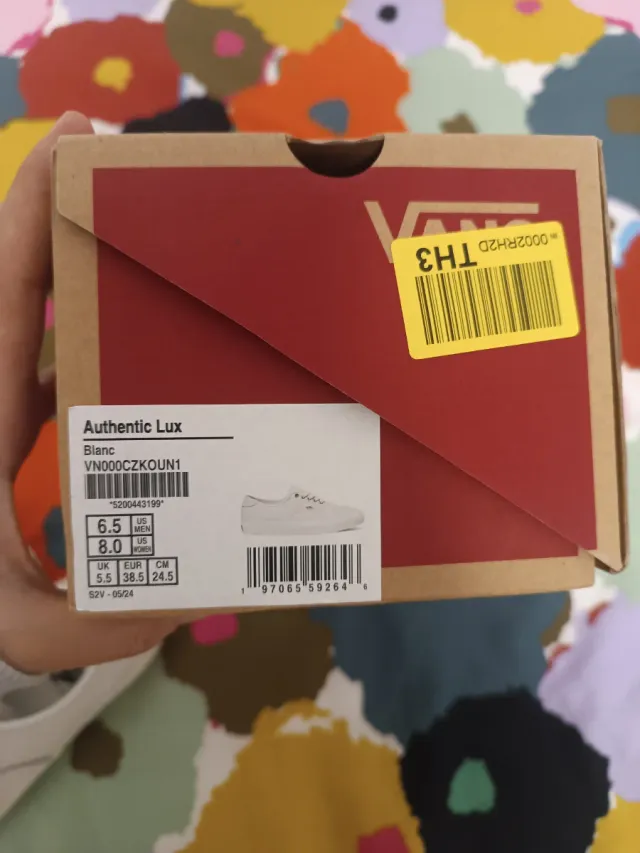 VANS
TH3
0002RH2D
Authentic Lux
Blanc
VN000CZKOUN1
*5200443199*
6.5 US MEN
8.0 US WOMEN
UK EUR CM
5.5 38.5 24.5
S2V - 05/24
1 97065 59264 6